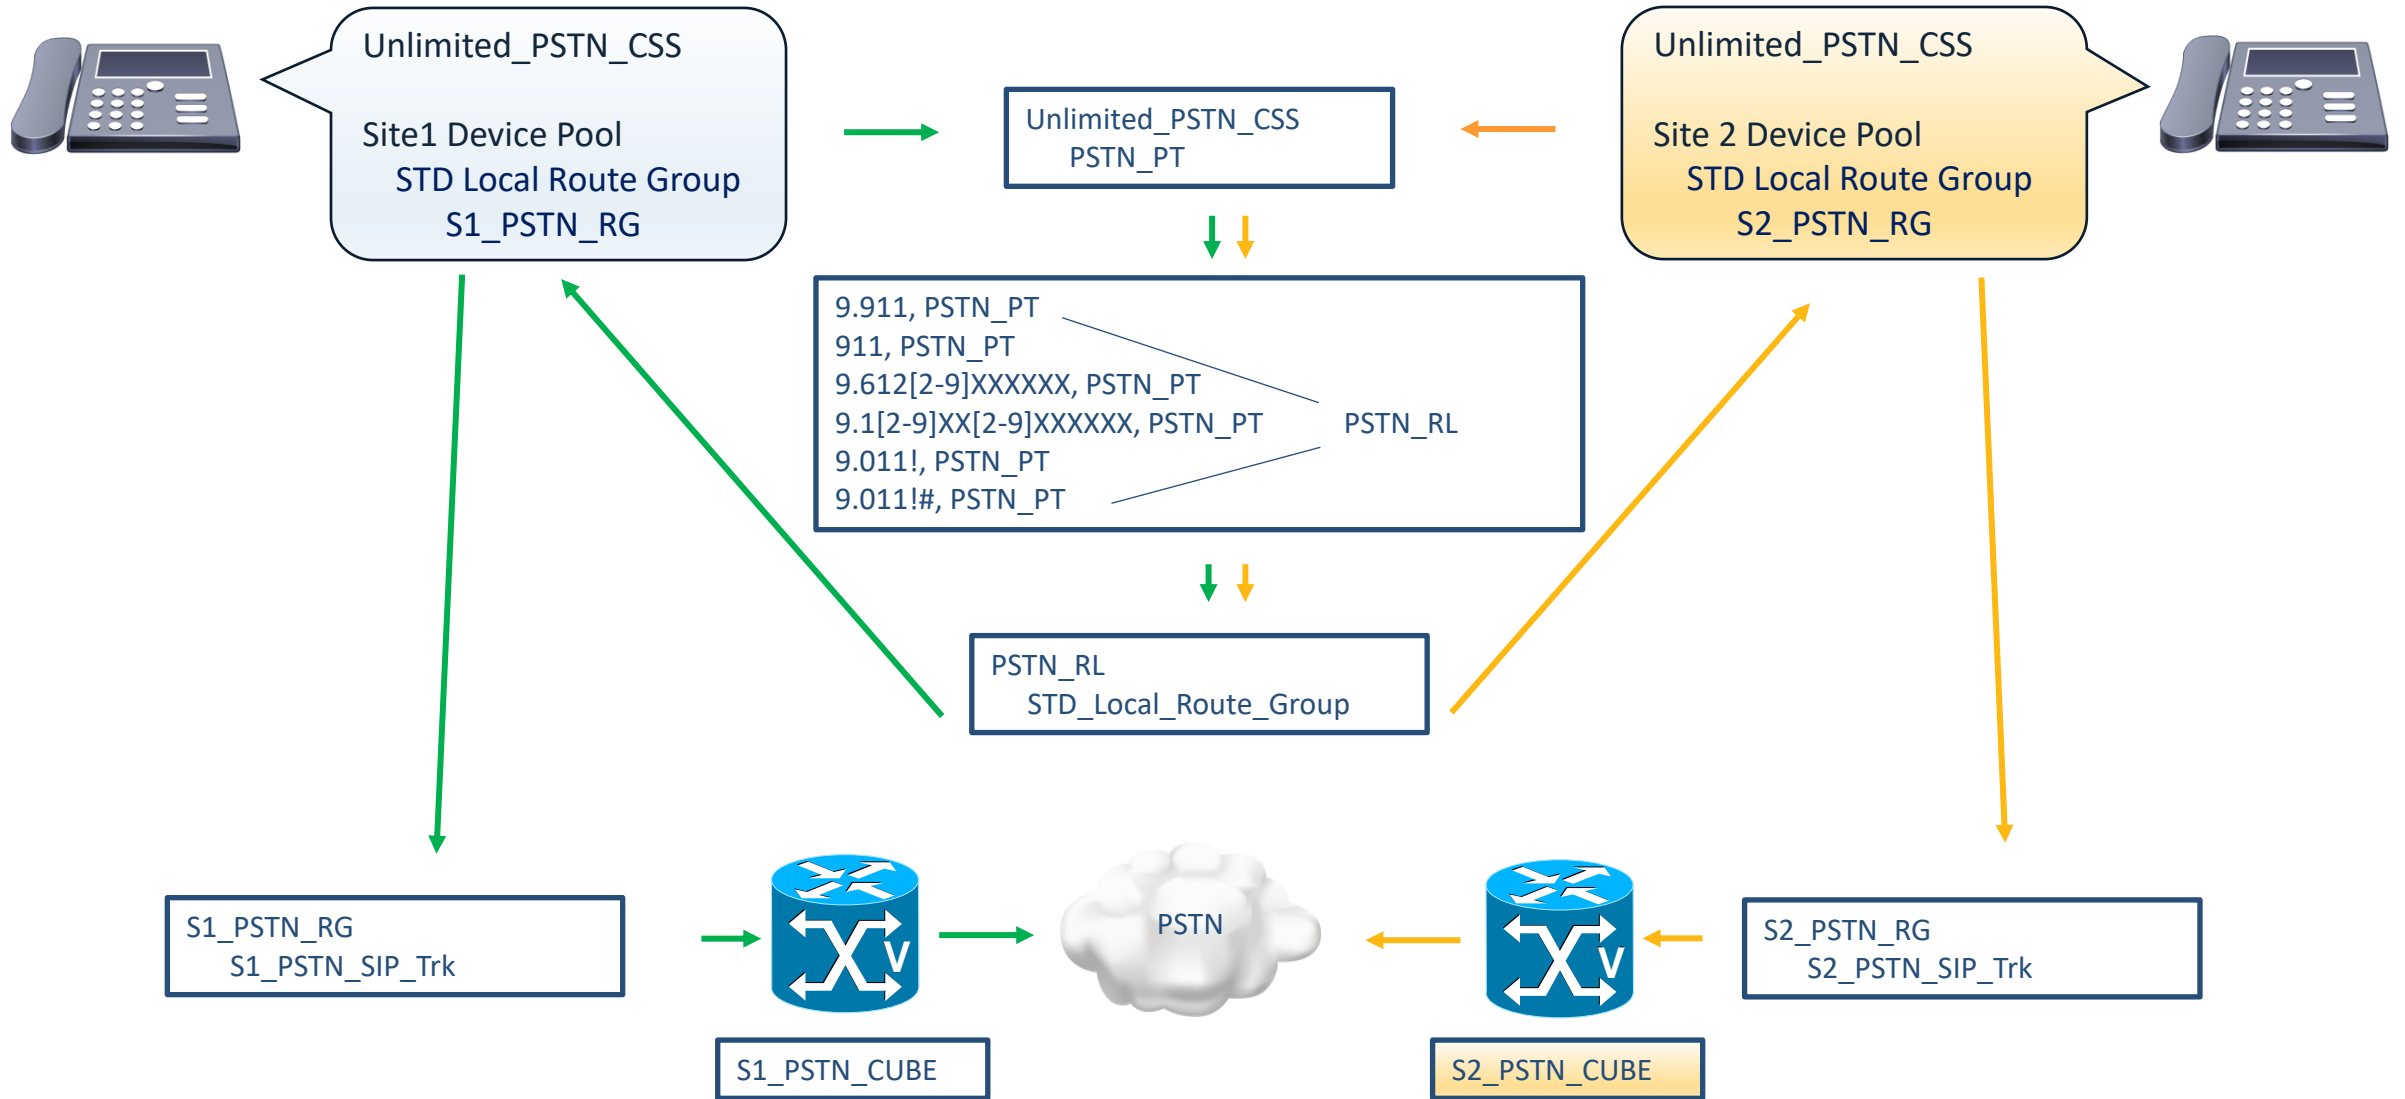 Unlimited_PSTN_CSS
Site1 Device Pool
STD Local Route Group
S1_PSTN_RG
Unlimited_PSTN_CSS
PSTN_PT
Unlimited_PSTN_CSS
Site 2 Device Pool
STD Local Route Group
S2_PSTN_RG
9.911, PSTN_PT
911, PSTN_PT
9.612[2-9]XXXXXX, PSTN_PT
9.1[2-9]XX[2-9]XXXXXX, PSTN_PT
9.011!, PSTN_PT
9.011!#, PSTN_PT
PSTN_RL
PSTN_RL
STD_Local_Route_Group
S1_PSTN_RG
S1_PSTN_SIP_Trk
V
PSTN
V
S2_PSTN_RG
S2_PSTN_SIP_Trk
S1_PSTN_CUBE
S2_PSTN_CUBE